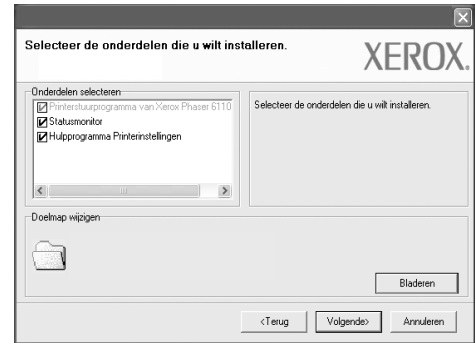 Selecteer de onderdelen die u wilt installeren.
XEROX.
Onderdelen selecteren
Printerstuurprogramma van Xerox Phaser 6110
Statusmonitor
Hulpprogramma Printerinstellingen
Selecteer de onderdelen die u wilt installeren.
Doelmap wijzigen
Bladeren
<Terug
Volgende>
Annuleren